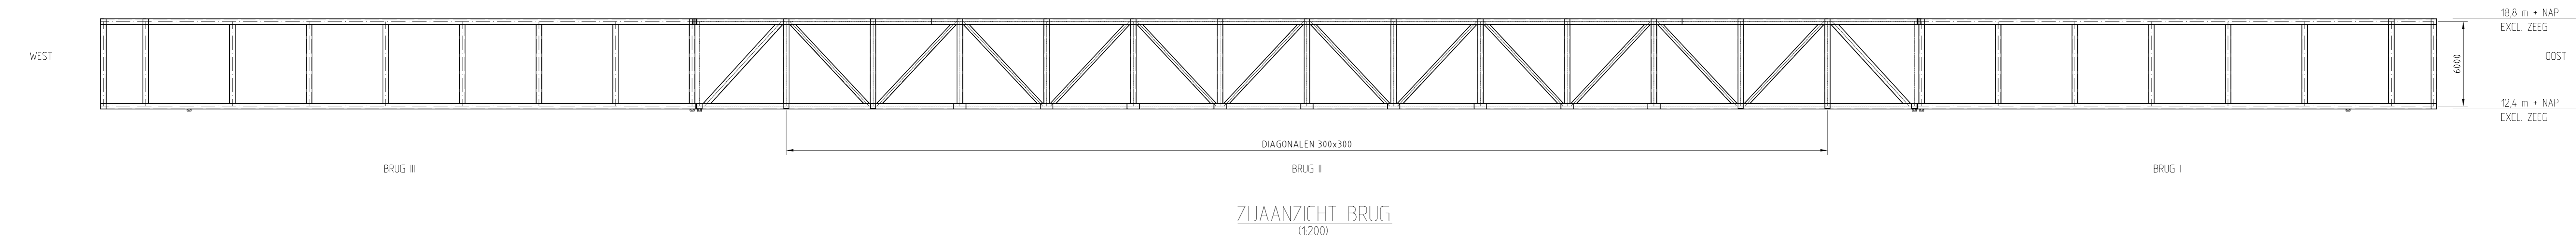 WEST
18,8 m + NAP
EXCL. ZEEG
6000
OOST
12,4 m + NAP
EXCL. ZEEG
DIAGONALEN 300x300
BRUG III
BRUG II
BRUG I
ZIJAANZICHT BRUG
(1:200)